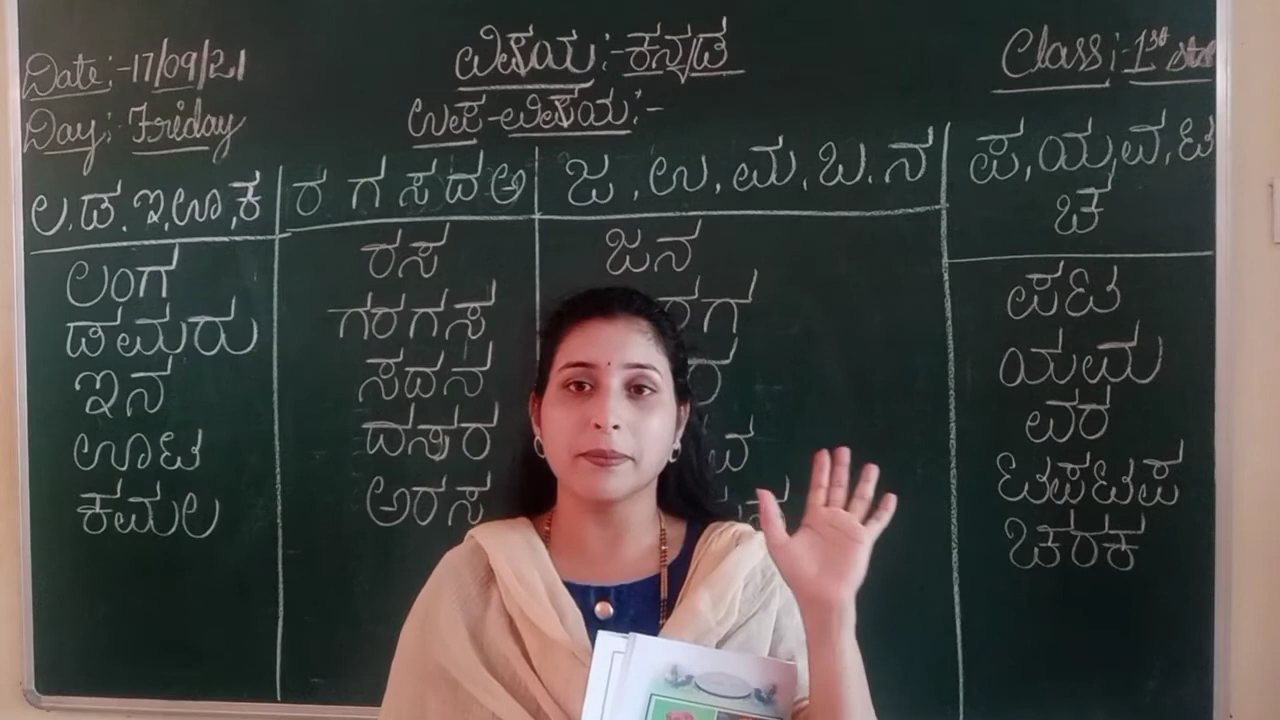 Date:-17/09/21
Day:-Friday
ವಿಷಯ:-ಕನ್ನಡ
ಉಪ-ವಿಷಯ:-
Class:-1st
ಲ.ಡ.ಇ.ಊ,ಕ
ಲಂಗ
ಡಮರು
ಇನ
ಊಟ
ಕಮಲ
ರ ಗ ಸ ದ ಅ
ರಸ
ಗರಗಸ
ಸದನ
ದಸರ
ಅರಸ
ಜ.ಉ,ಮ.ಬ.ನ
ಜನ
ಪ,ಯ,ವ,ಟ
ಚ
ಪಟ
ಯಮ
ವರ
ಟಪಟಪ
ಚರಕ